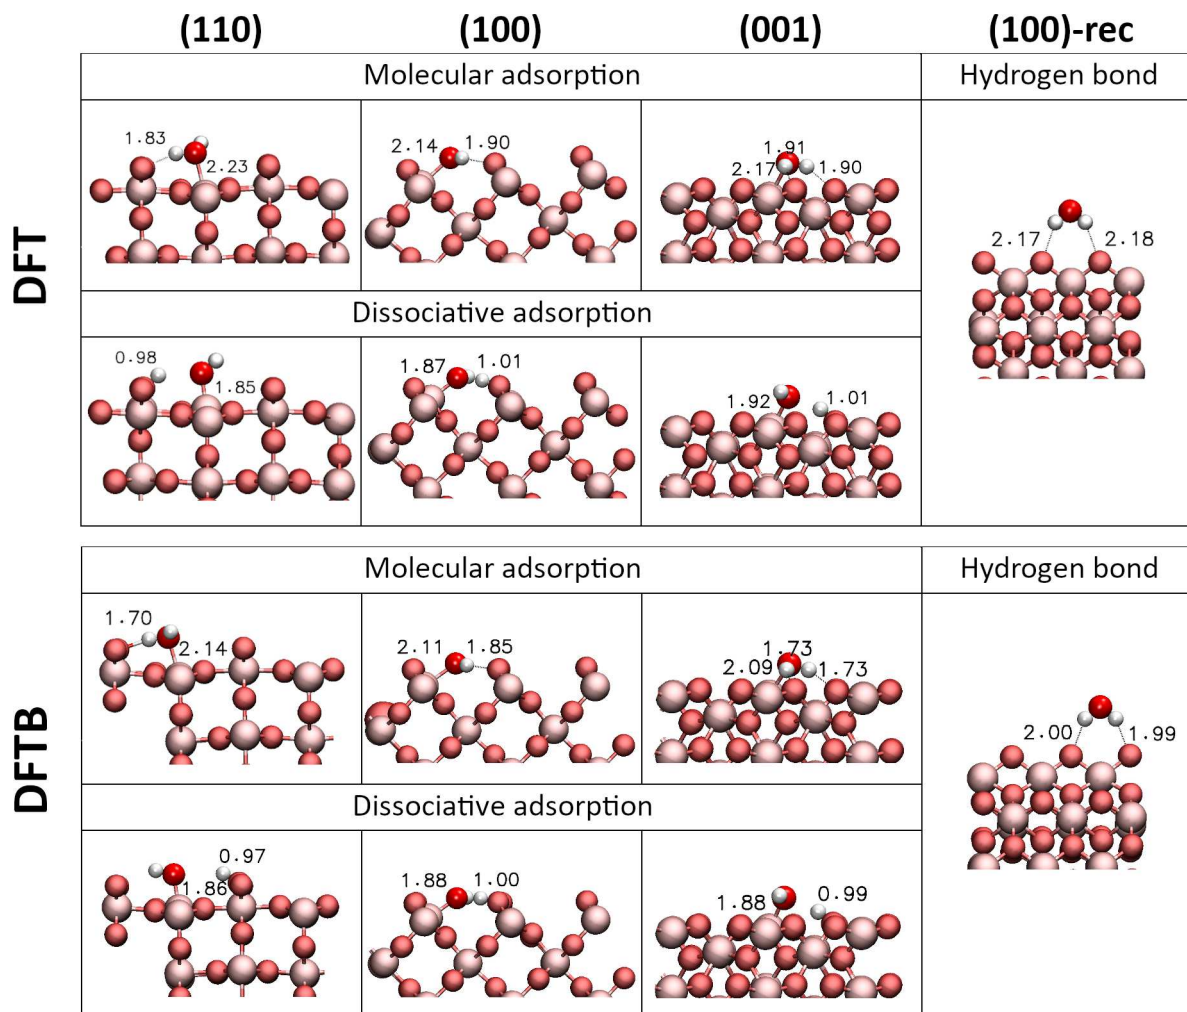 (110) (100) (001) (100)-rec
Molecular adsorption Hydrogen bond
DFT
1.83 2.23
2.14 1.90
1.91 2.17 1.90
2.17 2.18
Dissociative adsorption
0.98 1.85
1.87 1.01
1.92 1.01
Molecular adsorption Hydrogen bond
DFTB
1.70 2.14
2.11 1.85
1.73 2.09 1.73
2.00 1.99
Dissociative adsorption
0.97 1.86
1.88 1.00
1.88 0.99